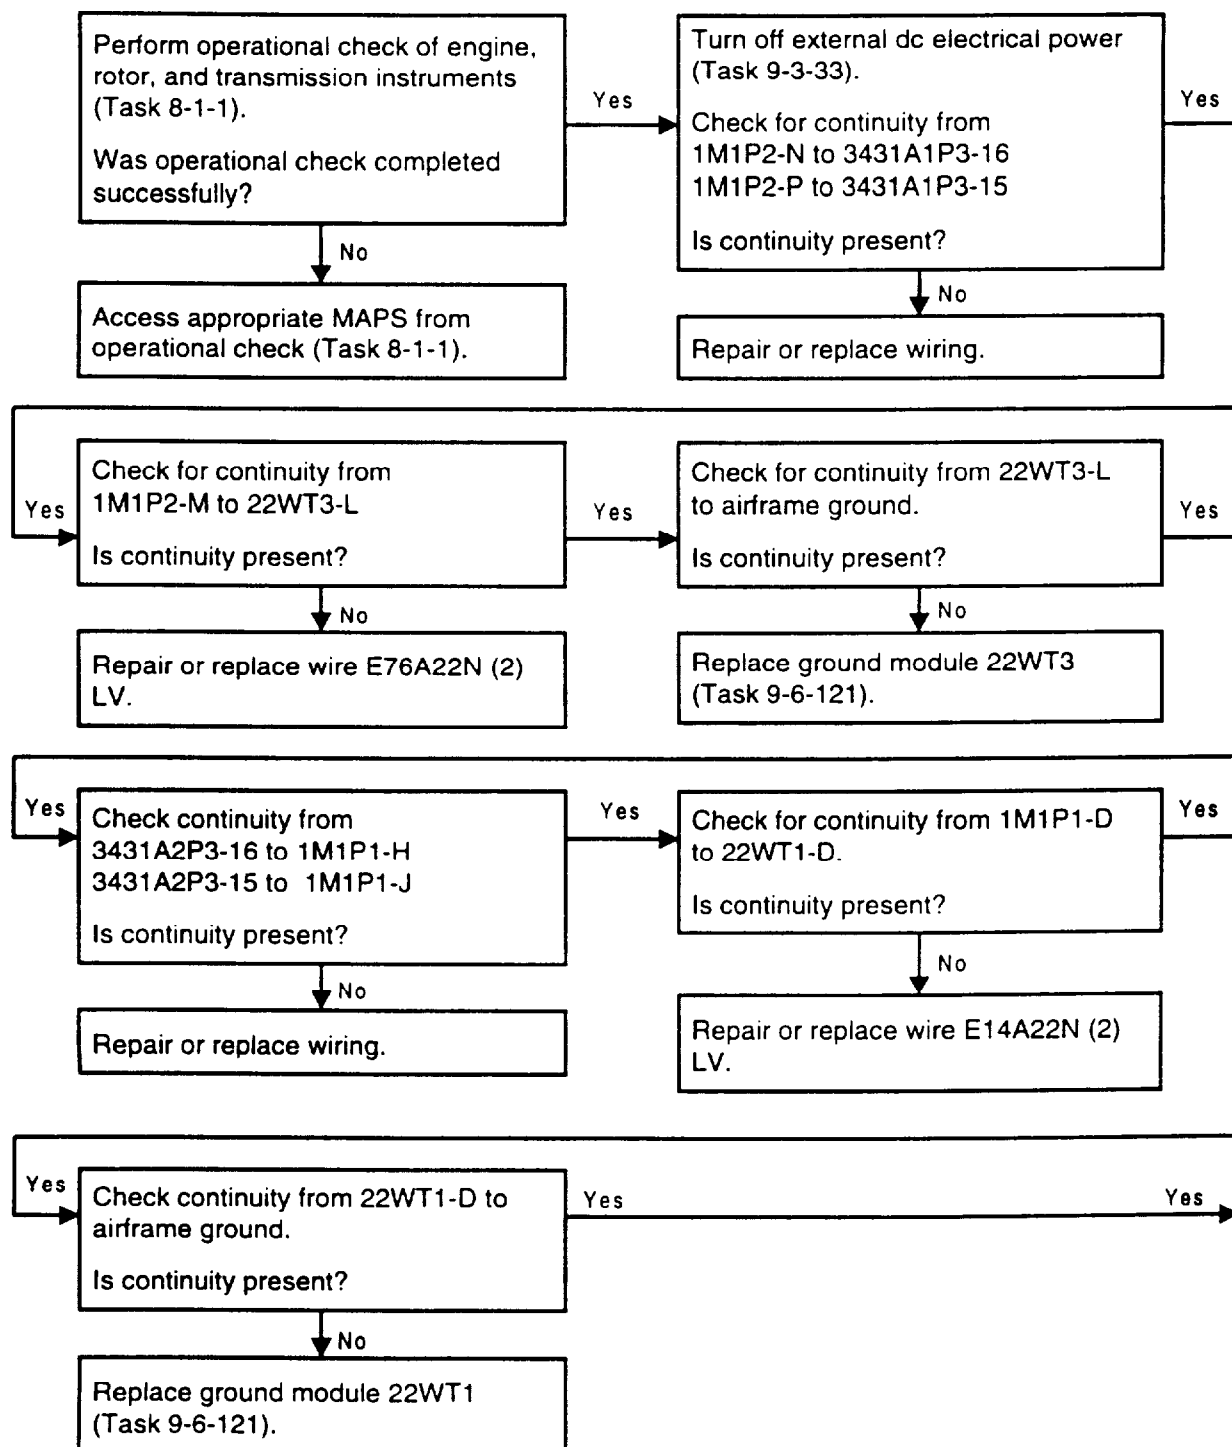 Perform operational check of engine,
rotor, and transmission instruments
(Task 8-1-1).
Was operational check completed
successfully?
Yes
Turn off external dc electrical power
(Task 9-3-33).
Check for continuity from
1M1P2-N to 3431A1P3-16
1M1P2-P to 3431A1P3-15
Is continuity present?
Yes
No
Access appropriate MAPS from
operational check (Task 8-1-1).
No
Repair or replace wiring.
Yes
Check for continuity from
1M1P2-M to 22WT3-L
Is continuity present?
Yes
Check for continuity from 22WT3-L
to airframe ground.
Is continuity present?
Yes
No
Repair or replace wire E76A22N (2)
LV.
No
Replace ground module 22WT3
(Task 9-6-121).
Yes
Check continuity from
3431A2P3-16 to 1M1P1-H
3431A2P3-15 to 1M1P1-J
Is continuity present?
Yes
Check for continuity from 1M1P1-D
to 22WT1-D.
Is continuity present?
Yes
No
Repair or replace wiring.
No
Repair or replace wire E14A22N (2)
LV.
Yes
Check continuity from 22WT1-D to
airframe ground.
Is continuity present?
Yes
Yes
No
Replace ground module 22WT1
(Task 9-6-121).